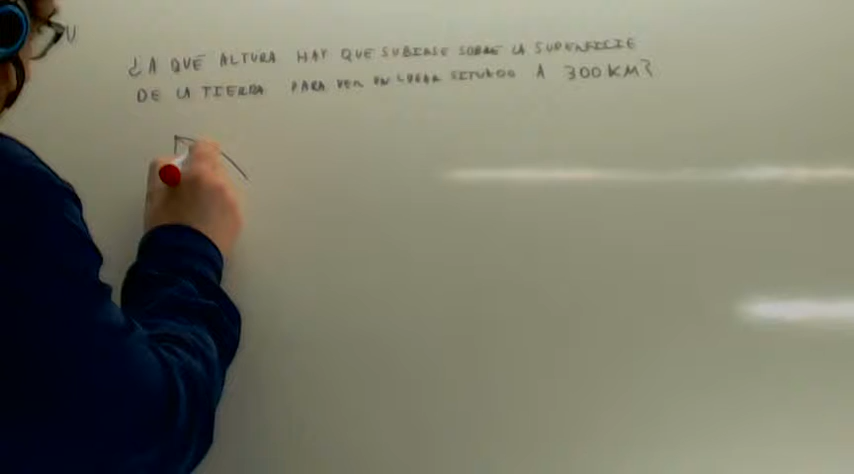 ¿A QUÉ ALTURA HAY QUE SUBIRSE SOBRE LA SUPERFICIE
DE LA TIERRA PARA VER UN LUGAR SITUADO A 300 KM?